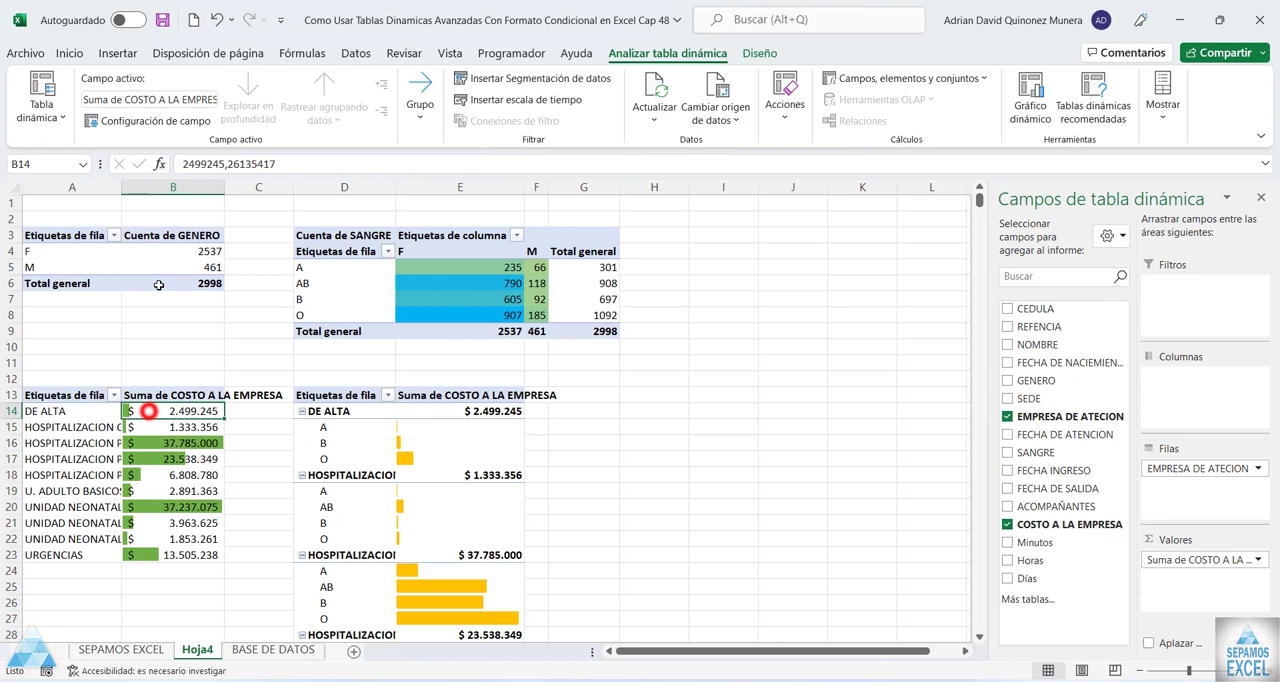 Autoguardado
Como Usar Tablas Dinamicas Avanzadas Con Formato Condicional en Excel Cap 48
Buscar (Alt+Q)
Adrian David Quinonez Munera AD
Archivo Inicio Insertar Disposición de página Fórmulas Datos Revisar Vista Programador Ayuda Analizar tabla dinámica Diseño
Comentarios Compartir
Tabla dinámica
Campo activo:
Suma de COSTO A LA EMPRES
Configuración de campo
Explorar en profundidad
Rastrear agrupando datos
Campo activo
Grupo
Insertar Segmentación de datos
Insertar escala de tiempo
Conexiones de filtro
Filtrar
Actualizar
Cambiar origen de datos
Datos
Acciones
Campos, elementos y conjuntos
Herramientas OLAP
Relaciones
Cálculos
Gráfico dinámico
Tablas dinámicas recomendadas
Herramientas
Mostrar
B14 fx 2499245,26135417
A B C D E F G H I J K L
1
2
3 Etiquetas de fila Cuenta de GENERO Cuenta de SANGRE Etiquetas de columna
4 F 2537 Etiquetas de fila F M Total general
5 M 461 A 235 66 301
6 Total general 2998 AB 790 118 908
7 B 605 92 697
8 O 907 185 1092
9 Total general 2537 461 2998
10
11
12
13 Etiquetas de fila Suma de COSTO A LA EMPRESA Etiquetas de fila Suma de COSTO A LA EMPRESA
14 DE ALTA $ 2.499.245 DE ALTA $ 2.499.245
15 HOSPITALIZACION $ 1.333.356 A
16 HOSPITALIZACION $ 37.785.000 B
17 HOSPITALIZACION $ 23.538.349 O
18 HOSPITALIZACION $ 6.808.780 HOSPITALIZACION $ 1.333.356
19 U. ADULTO BASICO $ 2.891.363 A
20 UNIDAD NEONATAL $ 37.237.075 AB
21 UNIDAD NEONATAL $ 3.963.625 B
22 UNIDAD NEONATAL $ 1.853.261 O
23 URGENCIAS $ 13.505.238 HOSPITALIZACION $ 37.785.000
24 A
25 AB
26 B
27 O
28 HOSPITALIZACION $ 23.538.349
Campos de tabla dinámica
Seleccionar campos para agregar al informe:
Buscar
CEDULA
REFENCIA
NOMBRE
FECHA DE NACIEMIEN...
GENERO
SEDE
EMPRESA DE ATECION
FECHA DE ATENCION
SANGRE
FECHA INGRESO
FECHA DE SALIDA
ACOMPAÑANTES
COSTO A LA EMPRESA
Minutos
Horas
Días
Más tablas...
Arrastrar campos entre las áreas siguientes:
Filtros
Columnas
Filas
EMPRESA DE ATECION
Σ Valores
Suma de COSTO A LA ...
Aplazar ...
SEPAMOS EXCEL Hoja4 BASE DE DATOS
Listo Accesibilidad: es necesario investigar
SEPAMOS
EXCEL